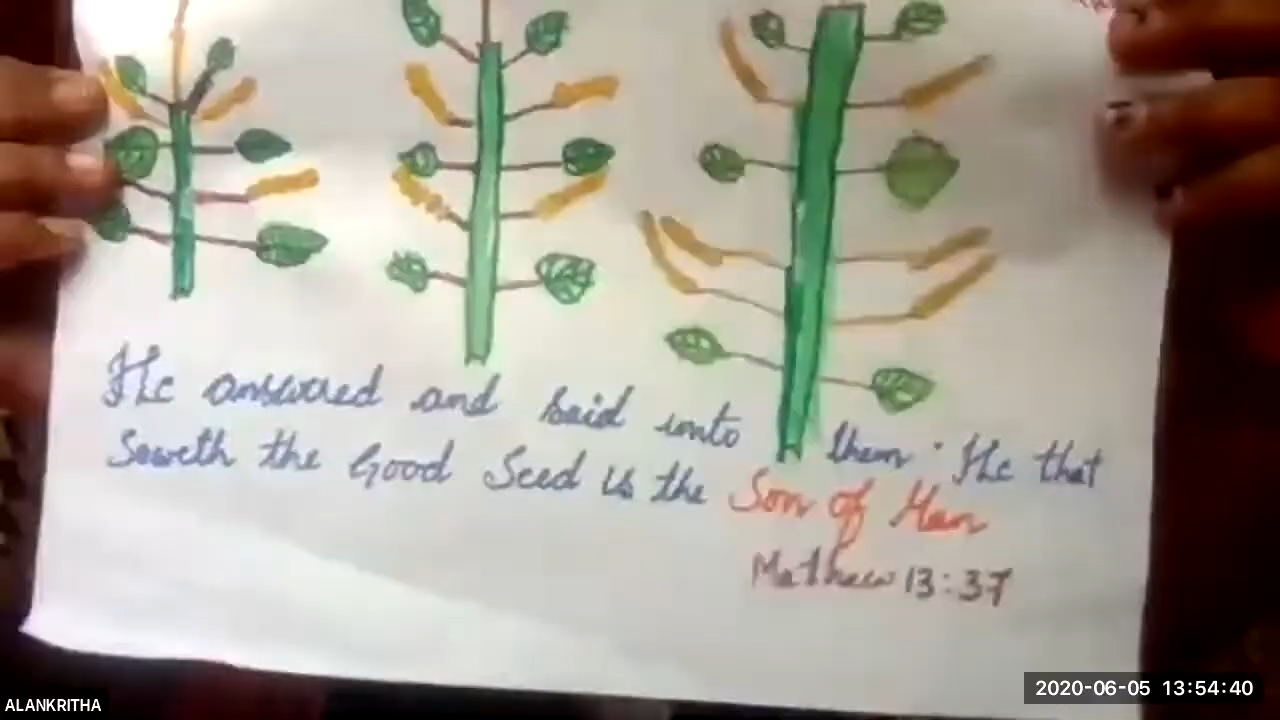 He answered and said unto them. He that
Soweth the Good Seed is the Son of Man
Mathew 13:37
ALANKRITHA
2020-06-05 13:54:40